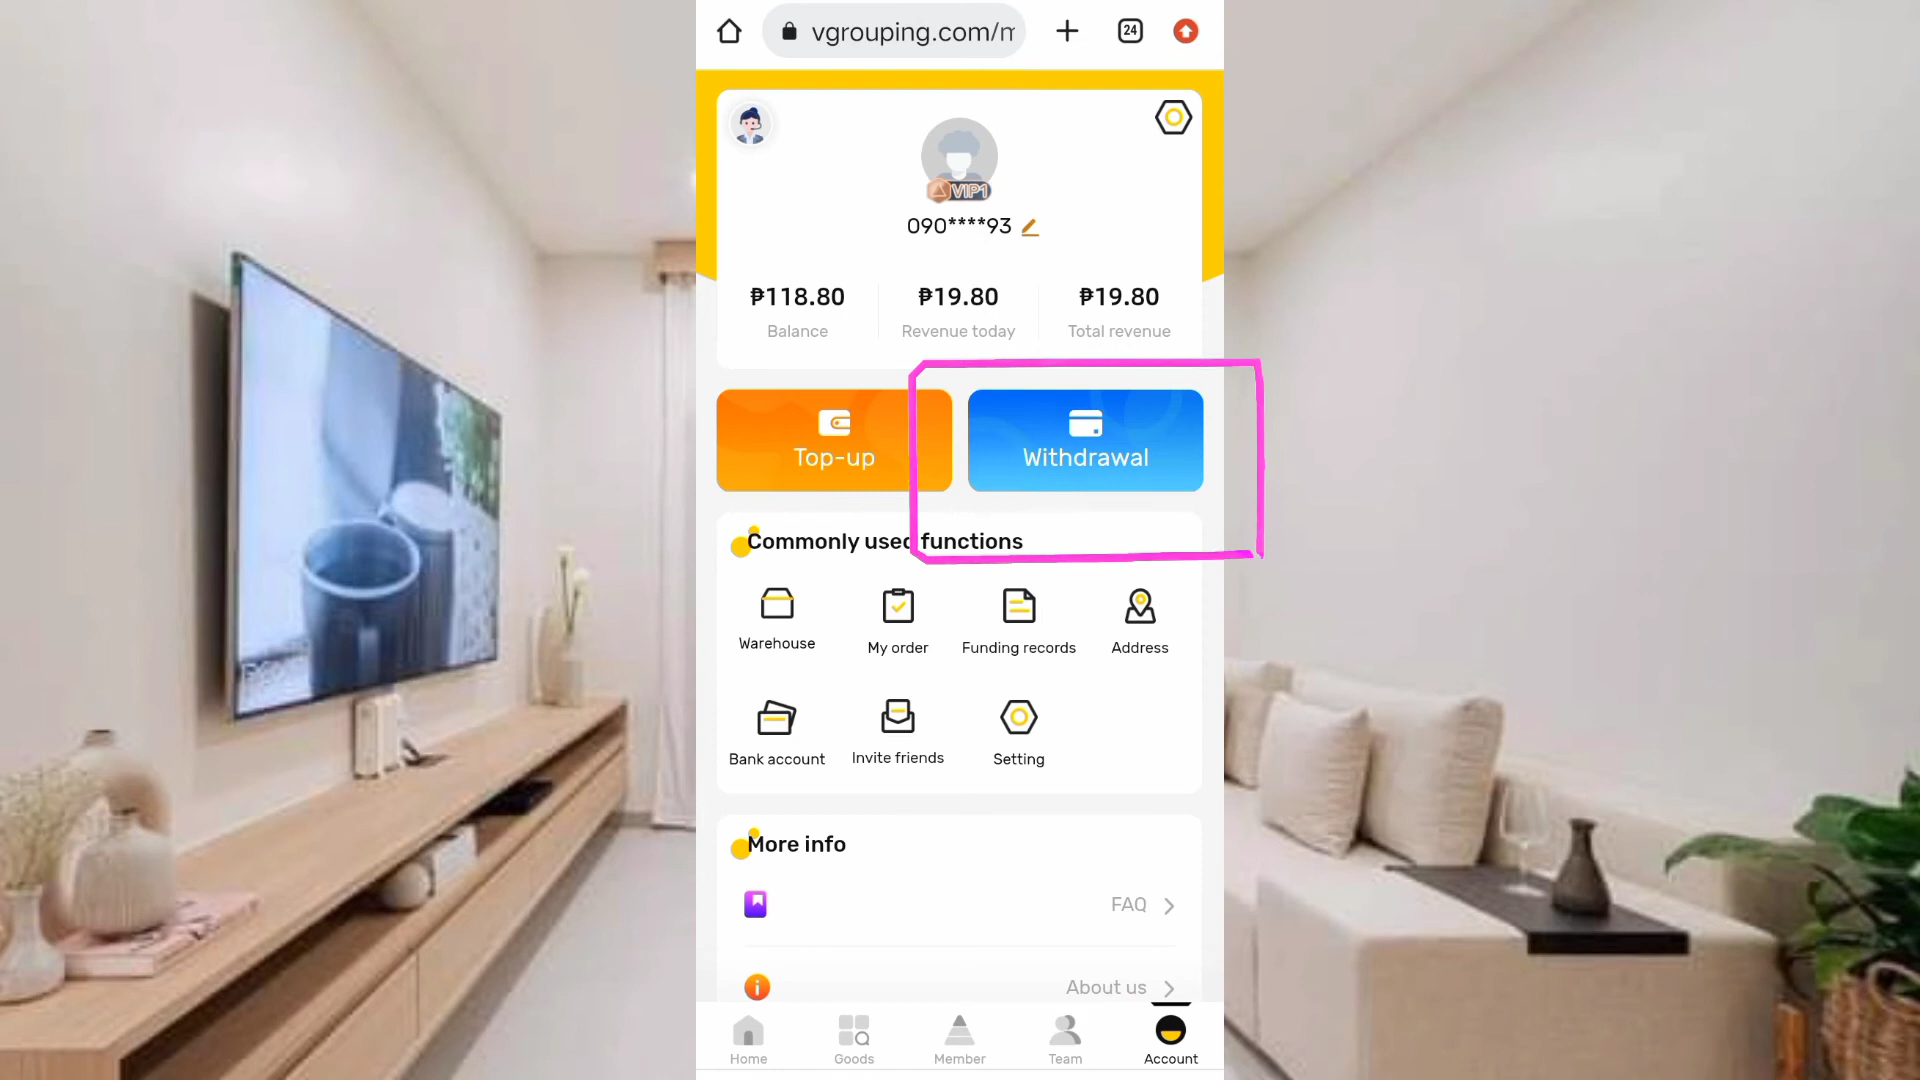 vgrouping.com/m
24
VIP1
090****93
₱118.80 ₱19.80 ₱19.80
Balance Revenue today Total revenue
Top-up Withdrawal
Commonly used functions
Warehouse My order Funding records Address
Bank account Invite friends Setting
More info
FAQ
About us
Home Goods Member Team Account